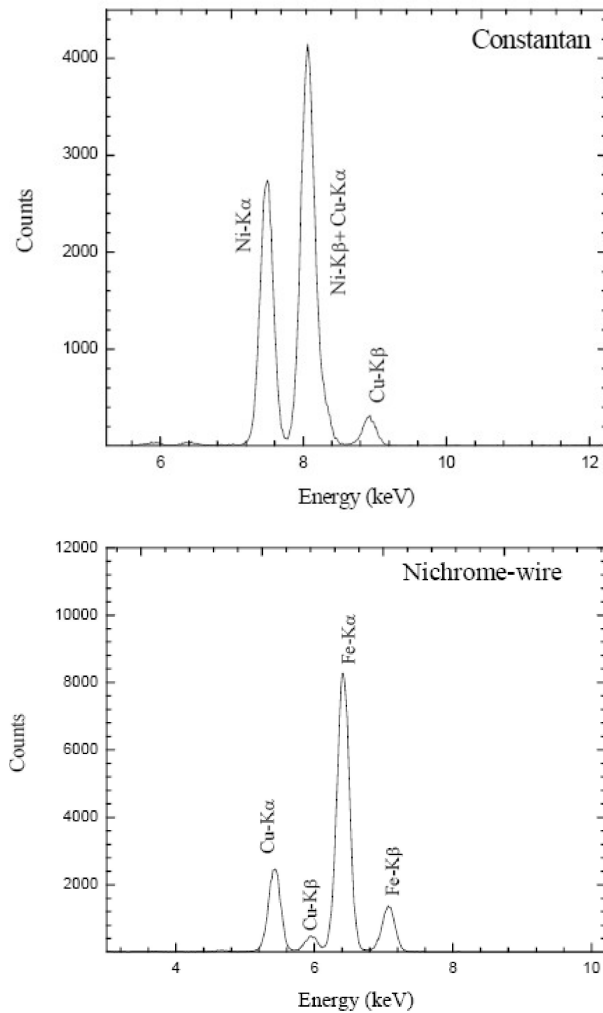 Constantan
4000
3000
2000
1000
Counts
Ni-Kα
Ni-Kβ+ Cu-Kα
Cu-Kβ
6
8
10
12
Energy (keV)
12000
10000
8000
6000
4000
2000
Counts
Nichrome-wire
Cu-Kα
Cu-Kβ
Fe-Kα
Fe-Kβ
4
6
8
10
Energy (keV)